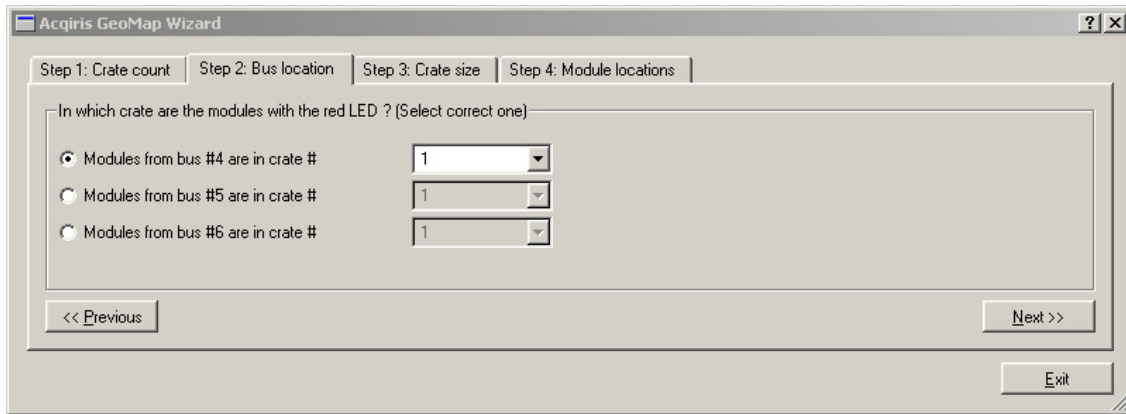 Acqiris GeoMap Wizard
Step 1: Crate count Step 2: Bus location Step 3: Crate size Step 4: Module locations
In which crate are the modules with the red LED ? (Select correct one)
Modules from bus #4 are in crate # 1
Modules from bus #5 are in crate # 1
Modules from bus #6 are in crate # 1
<< Previous Next >>
Exit